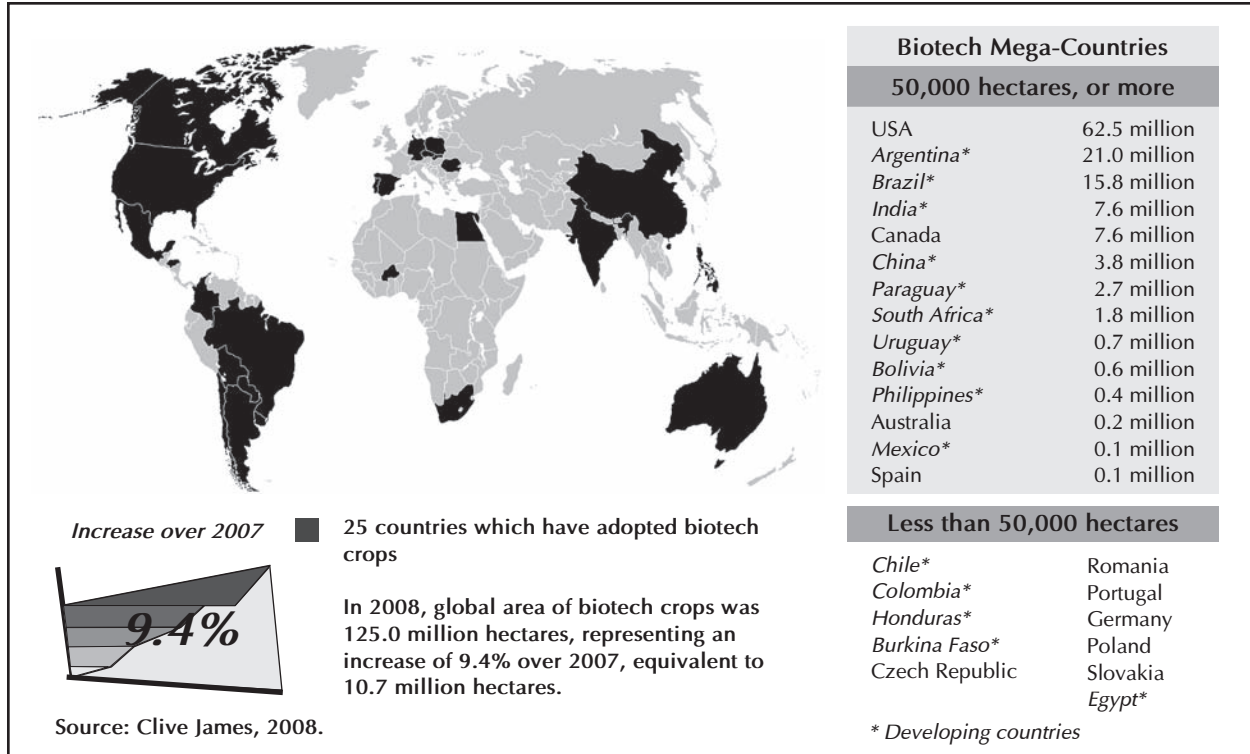 Biotech Mega-Countries
50,000 hectares, or more
USA 62.5 million
Argentina* 21.0 million
Brazil* 15.8 million
India* 7.6 million
Canada 7.6 million
China* 3.8 million
Paraguay* 2.7 million
South Africa* 1.8 million
Uruguay* 0.7 million
Bolivia* 0.6 million
Philippines* 0.4 million
Australia 0.2 million
Mexico* 0.1 million
Spain 0.1 million
Less than 50,000 hectares
Chile* Romania
Colombia* Portugal
Honduras* Germany
Burkina Faso* Poland
Czech Republic Slovakia
Egypt*
* Developing countries
Increase over 2007
9.4%
25 countries which have adopted biotech
crops
In 2008, global area of biotech crops was
125.0 million hectares, representing an
increase of 9.4% over 2007, equivalent to
10.7 million hectares.
Source: Clive James, 2008.